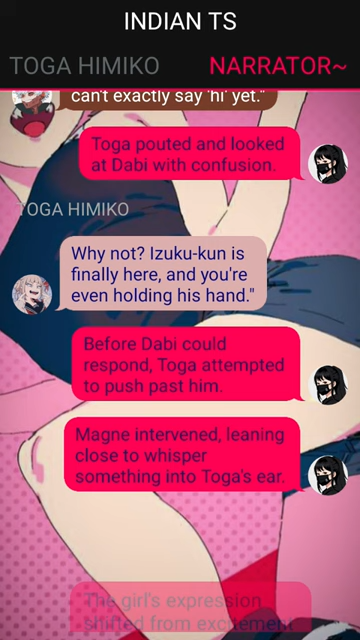 INDIAN TS
TOGA HIMIKO
NARRATOR~
can't exactly say 'hi' yet."
Toga pouted and looked
at Dabi with confusion.
TOGA HIMIKO
Why not? Izuku-kun is
finally here, and you're
even holding his hand."
Before Dabi could
respond, Toga attempted
to push past him.
Magne intervened, leaning
close to whisper
something into Toga's ear.
The girl's expression
shifted from excitement